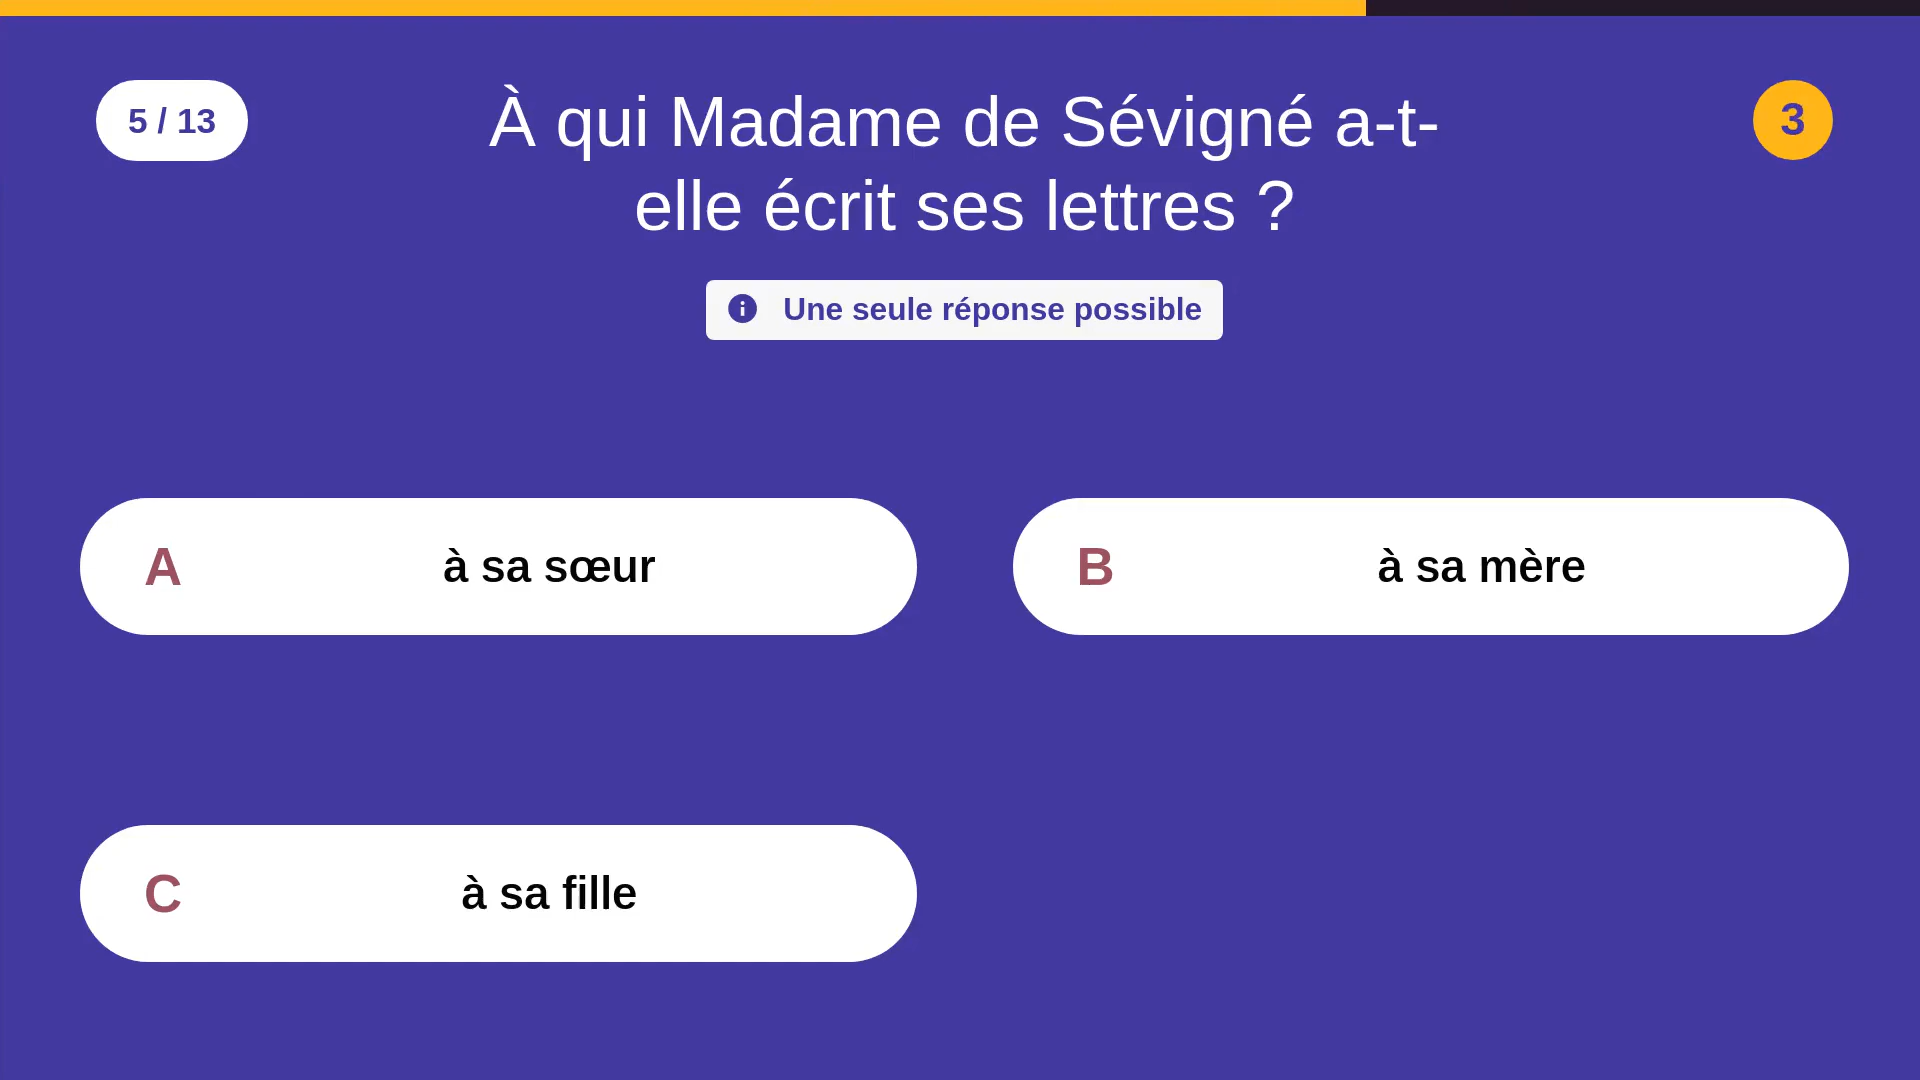 5 / 13
À qui Madame de Sévigné a-t-
elle écrit ses lettres ?
3
Une seule réponse possible
A à sa sœur
B à sa mère
C à sa fille